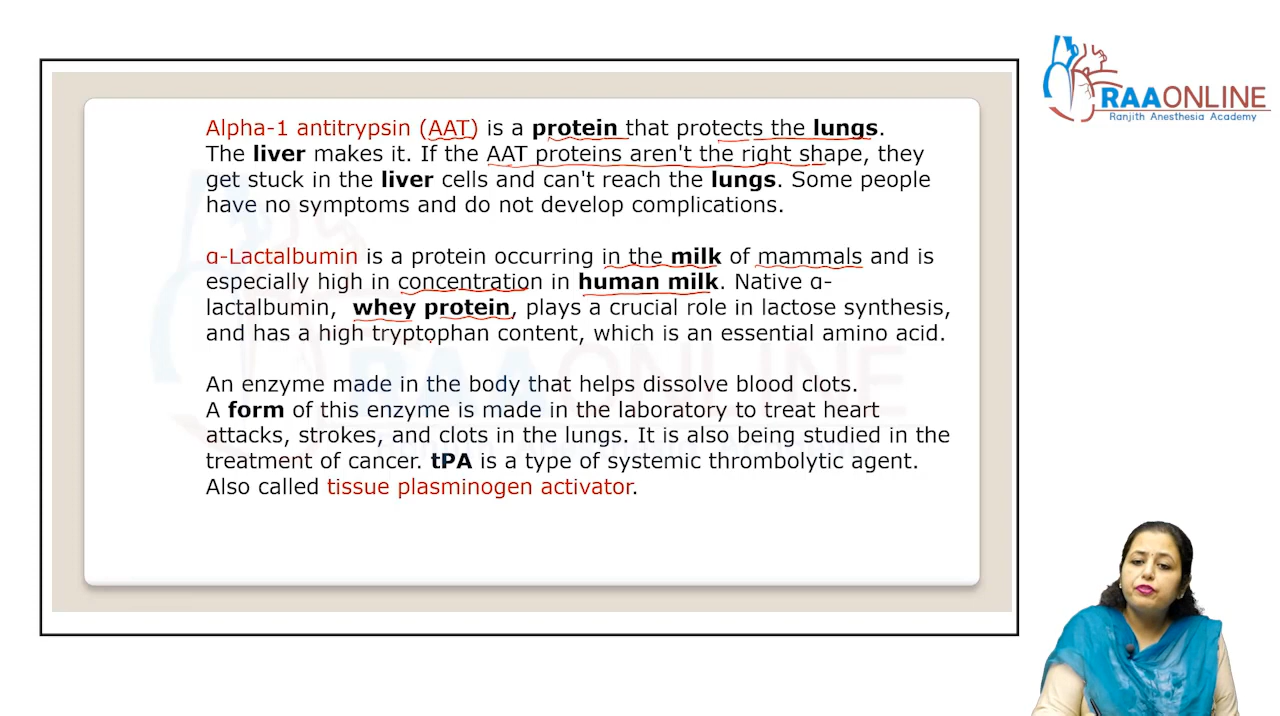 Alpha-1 antitrypsin (AAT) is a protein that protects the lungs.
The liver makes it. If the AAT proteins aren't the right shape, they
get stuck in the liver cells and can't reach the lungs. Some people
have no symptoms and do not develop complications.
α-Lactalbumin is a protein occurring in the milk of mammals and is
especially high in concentration in human milk. Native α-
lactalbumin, whey protein, plays a crucial role in lactose synthesis,
and has a high tryptophan content, which is an essential amino acid.
An enzyme made in the body that helps dissolve blood clots.
A form of this enzyme is made in the laboratory to treat heart
attacks, strokes, and clots in the lungs. It is also being studied in the
treatment of cancer. tPA is a type of systemic thrombolytic agent.
Also called tissue plasminogen activator.
RAAONLINE
Ranjith Anesthesia Academy
RAAONLINE